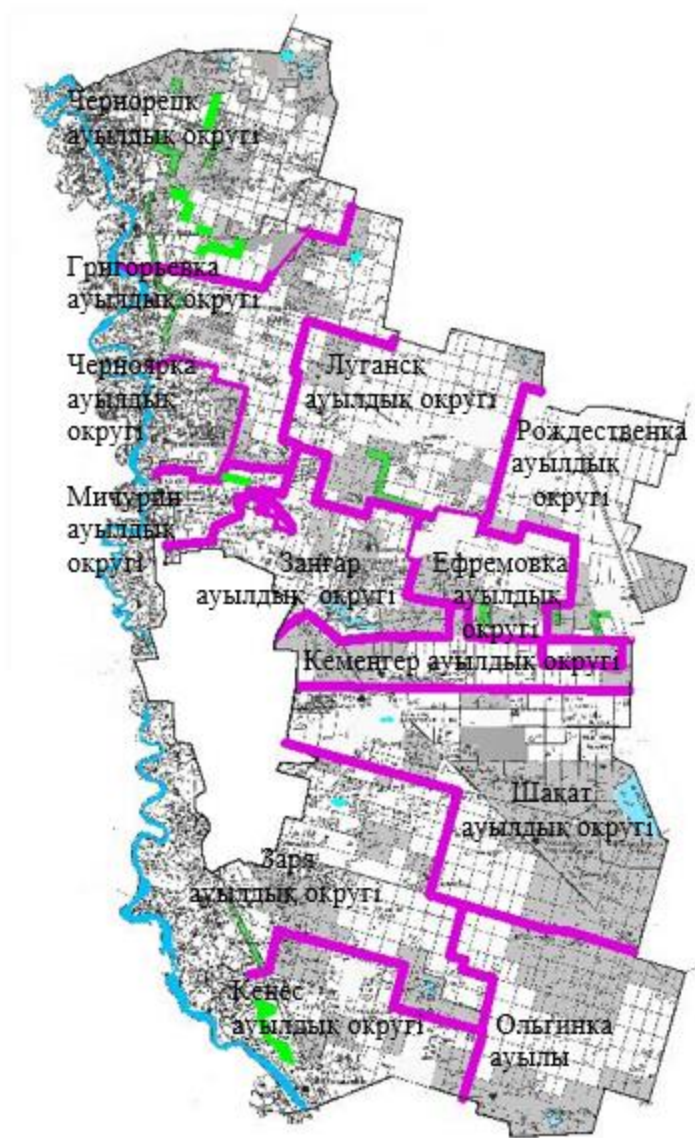 Чернорецк
ауылдық округі
Григорьевка
ауылдық округі
Черноярка
ауылдық
округі
Луганск
ауылдық округі
Рождественка
ауылдық
округі
Мичурин
ауылдық
округі
Заңғар
ауылдық округі
Ефремовка
ауылдық
округі
Кемеңгер ауылдық округі
Шақат
ауылдық округі
Заря
ауылдық округі
Кеңес
ауылдық округі
Ольгинка
ауылы